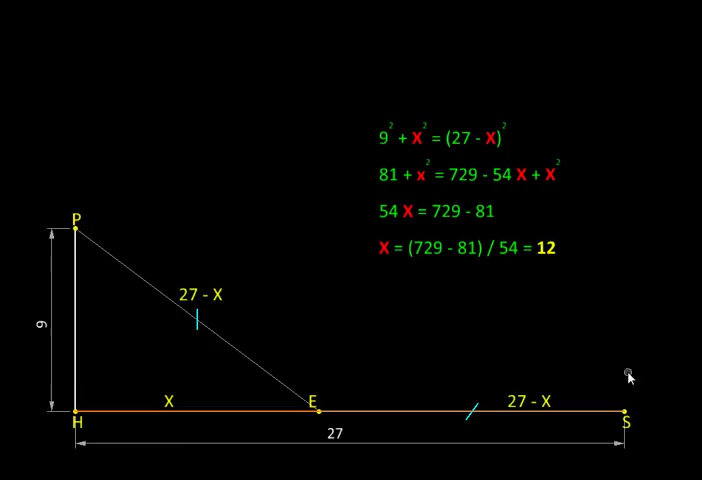 9² + X² = (27 - X)²
81 + x² = 729 - 54 X + X²
54 X = 729 - 81
X = (729 - 81) / 54 = 12
P
27 - X
9
X
E
27 - X
H
S
27